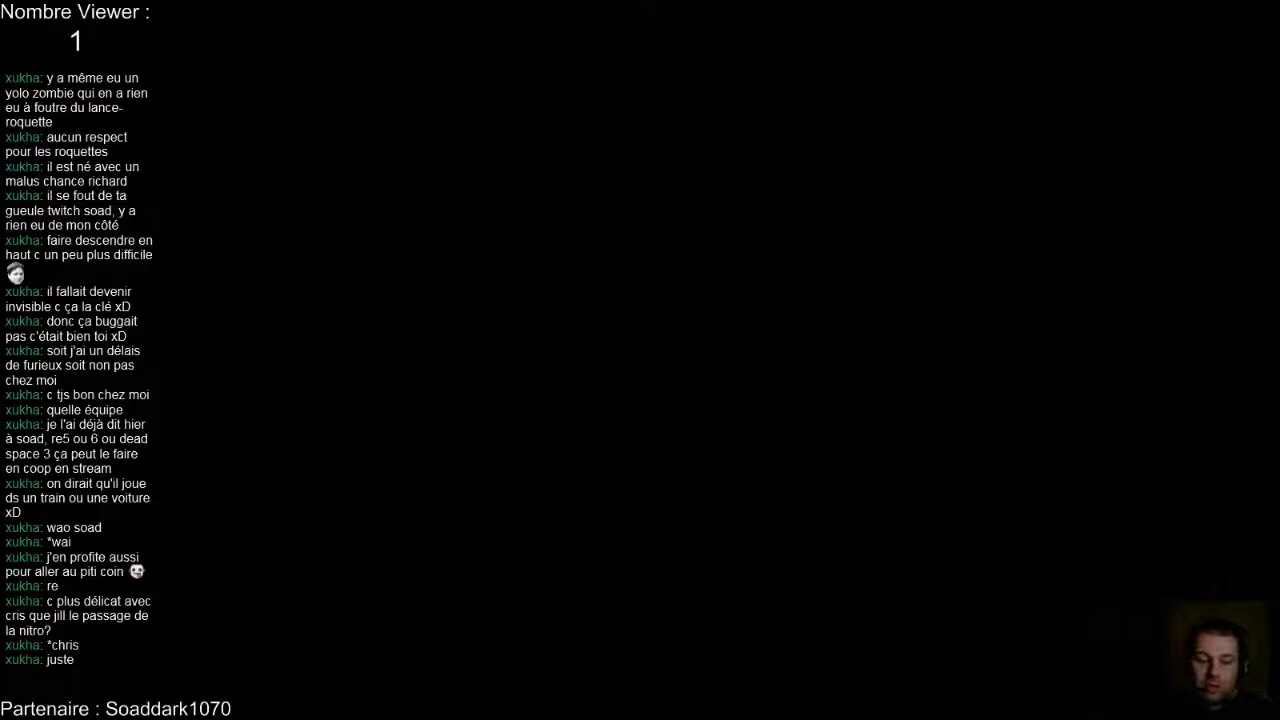 Nombre Viewer :
1
xukha: y a même eu un
yolo zombie qui en a rien
eu à foutre du lance-
roquette
xukha: aucun respect
pour les roquettes
xukha: il est né avec un
malus chance richard
xukha: il se fout de ta
gueule twitch soad, y a
rien eu de mon côté
xukha: faire descendre en
haut c un peu plus difficile
xukha: il fallait devenir
invisible c ça la clé xD
xukha: donc ça buggait
pas c'était bien toi xD
xukha: soit j'ai un délais
de furieux soit non pas
chez moi
xukha: c tjs bon chez moi
xukha: quelle équipe
xukha: je l'ai déjà dit hier
à soad, re5 ou 6 ou dead
space 3 ça peut le faire
en coop en stream
xukha: on dirait qu'il joue
ds un train ou une voiture
xD
xukha: wao soad
xukha: *wai
xukha: j'en profite aussi
pour aller au piti coin
xukha: re
xukha: c plus délicat avec
cris que jill le passage de
la nitro?
xukha: *chris
xukha: juste
Partenaire : Soaddark1070